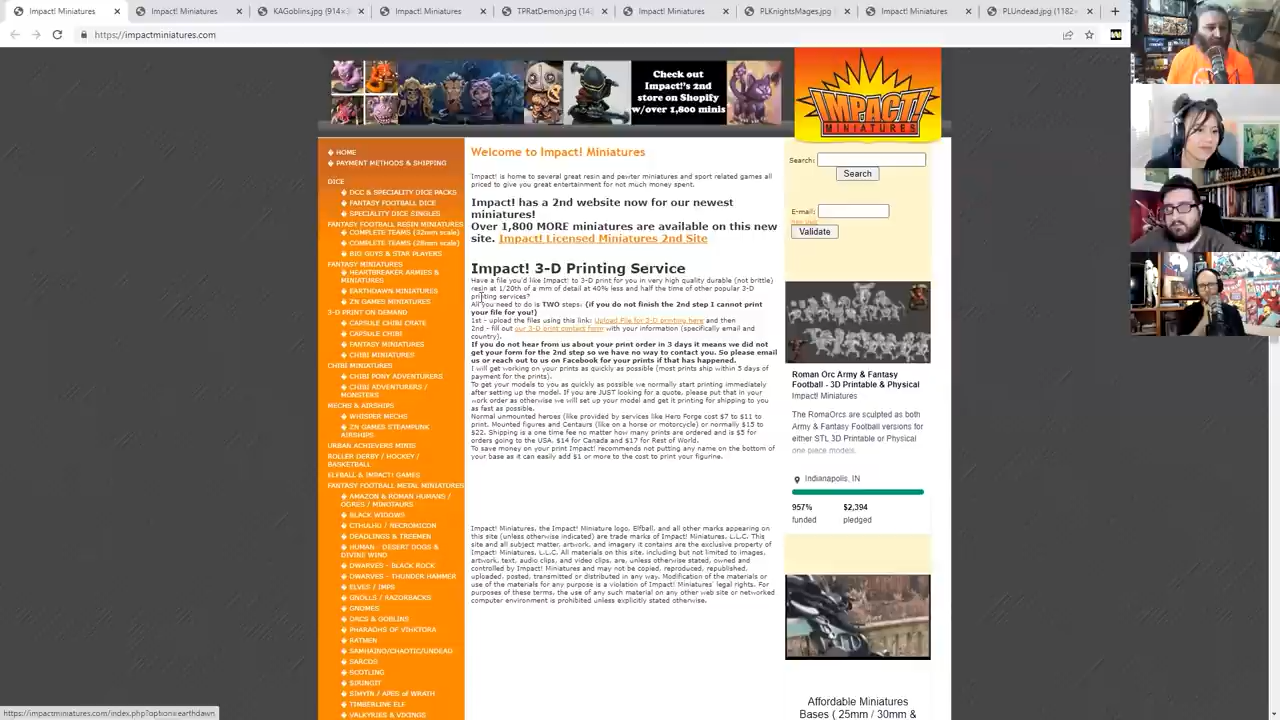 Impact! Miniatures
Impact! Miniatures
KAGoblins.jpg (914×3
Impact! Miniatures
TPRatDemon.jpg (142
Impact! Miniatures
PLKnightsMages.jpg (
Impact! Miniatures
PLUndead.jpg (1182×
https://impactminiatures.com
Check out
Impact!'s 2nd
store on Shopify
w/over 1,800 minis
IMPACT!
MINIATURES
HOME
PAYMENT METHODS & SHIPPING
DICE
DCC & SPECIALITY DICE PACKS
FANTASY FOOTBALL DICE
SPECIALITY DICE SINGLES
FANTASY FOOTBALL RESIN MINIATURES
COMPLETE TEAMS (32mm scale)
COMPLETE TEAMS (28mm scale)
BIG GUYS & STAR PLAYERS
FANTASY MINIATURES
HEARTBREAKER ARMIES &
MINIATURES
EARTHDAWN MINIATURES
ZN GAMES MINIATURES
3-D PRINT ON DEMAND
CAPSULE CHIBI CRATE
CAPSULE CHIBI
FANTASY MINIATURES
CHIBI MINIATURES
CHIBI MINIATURES
CHIBI PONY ADVENTURERS
CHIBI ADVENTURERS /
MONSTERS
MECHS & AIRSHIPS
WHISPER MECHS
ZN GAMES STEAMPUNK
AIRSHIPS
URBAN ACHIEVERS MINIS
ROLLER DERBY / HOCKEY /
BASKETBALL
ELFBALL & IMPACT! GAMES
FANTASY FOOTBALL METAL MINIATURES
AMAZON & ROMAN HUMANS /
OGRES / MINOTAURS
BLACK WIDOWS
CTHULHU / NECROMICON
DEADLINGS & TREEMEN
HUMAN - DESERT DOGS &
DIVINE WIND
DWARVES - BLACK ROCK
DWARVES - THUNDER HAMMER
ELVES / IMPS
GNOLLS / RAZORBACKS
GNOMES
ORCS & GOBLINS
PHARAOHS OF VIHKTORA
RATMEN
SAMHAINO/CHAOTIC/UNDEAD
SARCOS
SCOTLING
SIRINGIT
SIMYIN / APES of WRATH
TIMBERLINE ELF
VALKYRIES & VIKINGS
Welcome to Impact! Miniatures
Impact! is home to several great resin and pewter miniatures and sport related games all
priced to give you great entertainment for not much money spent.
Impact! has a 2nd website now for our newest
miniatures!
Over 1,800 MORE miniatures are available on this new
site. Impact! Licensed Miniatures 2nd Site
Impact! 3-D Printing Service
Have a file you'd like Impact! to 3-D print for you in very high quality durable (not brittle)
resin at 1/20th of a mm of detail at 40% less and half the time of other popular 3-D
printing services?
All you need to do is TWO steps: (if you do not finish the 2nd step I cannot print
your file for you!)
1st - upload the files using this link: Upload File for 3-D printing here and then
2nd - fill out our 3-D print contact form with your information (specifically email and
country).
If you do not hear from us about your print order in 3 days it means we did not
get your form for the 2nd step so we have no way to contact you. So please email
us or reach out to us on Facebook for your prints if that has happened.
I will get working on your prints as quickly as possible (most prints ship within 5 days of
payment for the prints).
To get your models to you as quickly as possible we normally start printing immediately
after setting up the model. If you are JUST looking for a quote, please put that in your
work order as otherwise we will set up your model and get it printing for shipping to you
as fast as possible.
Normal unmounted heroes (like provided by services like Hero Forge cost $7 to $11 to
print. Mounted figures and Centaurs (like on a horse or motorcycle) or normally $15 to
$22. Shipping is a one time fee no matter how many prints are ordered and is $5 for
orders going to the USA, $14 for Canada and $17 for Rest of World.
To save money on your print Impact! recommends not putting any name on the bottom of
your base as it can easily add $1 or more to the cost to print your figurine.
Impact! Miniatures, the Impact! Miniature logo, Elfball, and all other marks appearing on
this site (unless otherwise indicated) are trade marks of Impact! Miniatures, L.L.C. This
site and all subject matter, artwork, and imagery it contains are the exclusive property of
Impact! Miniatures, L.L.C. All materials on this site, including but not limited to images,
artwork, text, audio clips, and video clips, are, unless otherwise stated, owned and
controlled by Impact! Miniatures and may not be copied, reproduced, republished,
uploaded, posted, transmitted or distributed in any way. Modification of the materials or
use of the materials for any purpose is a violation of Impact! Miniatures' legal rights. For
purposes of these terms, the use of any such material on any other web site or networked
computer environment is prohibited unless explicitly stated otherwise.
Search:
Search
E-mail:
Validate
Roman Orc Army & Fantasy
Football - 3D Printable & Physical
Impact! Miniatures
The RomaOrcs are sculpted as both
Army & Fantasy Football versions for
either STL 3D Printable or Physical
one piece models.
Indianapolis, IN
957% $2,394
funded pledged
Affordable Miniatures
Bases ( 25mm / 30mm &
https://impactminiatures.com/index.php?option=earthdawn